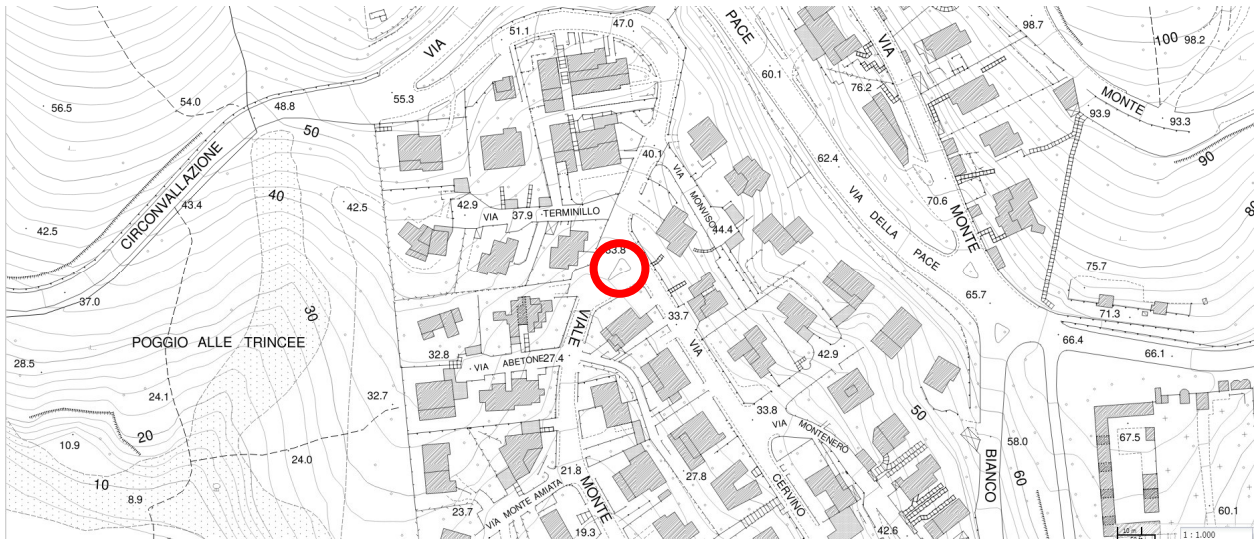 47.0
PACE
98.7
51.1
VIA
VIA
100
98.2
60.1
55.3
76.2
MONTE
56.5
54.0
48.8
93.9
93.3
50
40.1
62.4
90
CIRCONVALLAZIONE
40
VIA MONVISO
43.4
42.5
42.9
VIA
37.9
TERMINILLO
VIA DELLA PACE
70.6
MONTE
80
42.5
44.4
33.8
75.7
37.0
65.7
30
33.7
71.3
POGGIO ALLE TRINCEE
VIALE
VIA
66.4
66.1
28.5
32.8
VIA ABETONE
27.4
42.9
24.1
32.7
33.8
50
20
VIA MONTENERO
58.0
67.5
10.9
24.0
BIANCO
60
10
21.8
27.8
8.9
MONTE
CERVINO
VIA MONTE AMIATA
23.7
19.3
42.6
60.1
10 m
1 : 1.000